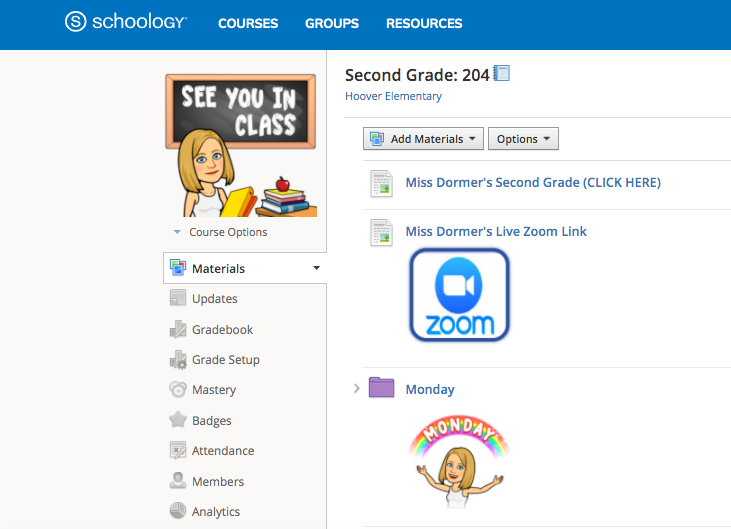 schoology
COURSES
GROUPS
RESOURCES
SEE YOU IN
CLASS
Course Options
Materials
Updates
Gradebook
Grade Setup
Mastery
Badges
Attendance
Members
Analytics
Second Grade: 204
Hoover Elementary
Add Materials
Options
Miss Dormer's Second Grade (CLICK HERE)
Miss Dormer's Live Zoom Link
zoom
Monday
MONDAY